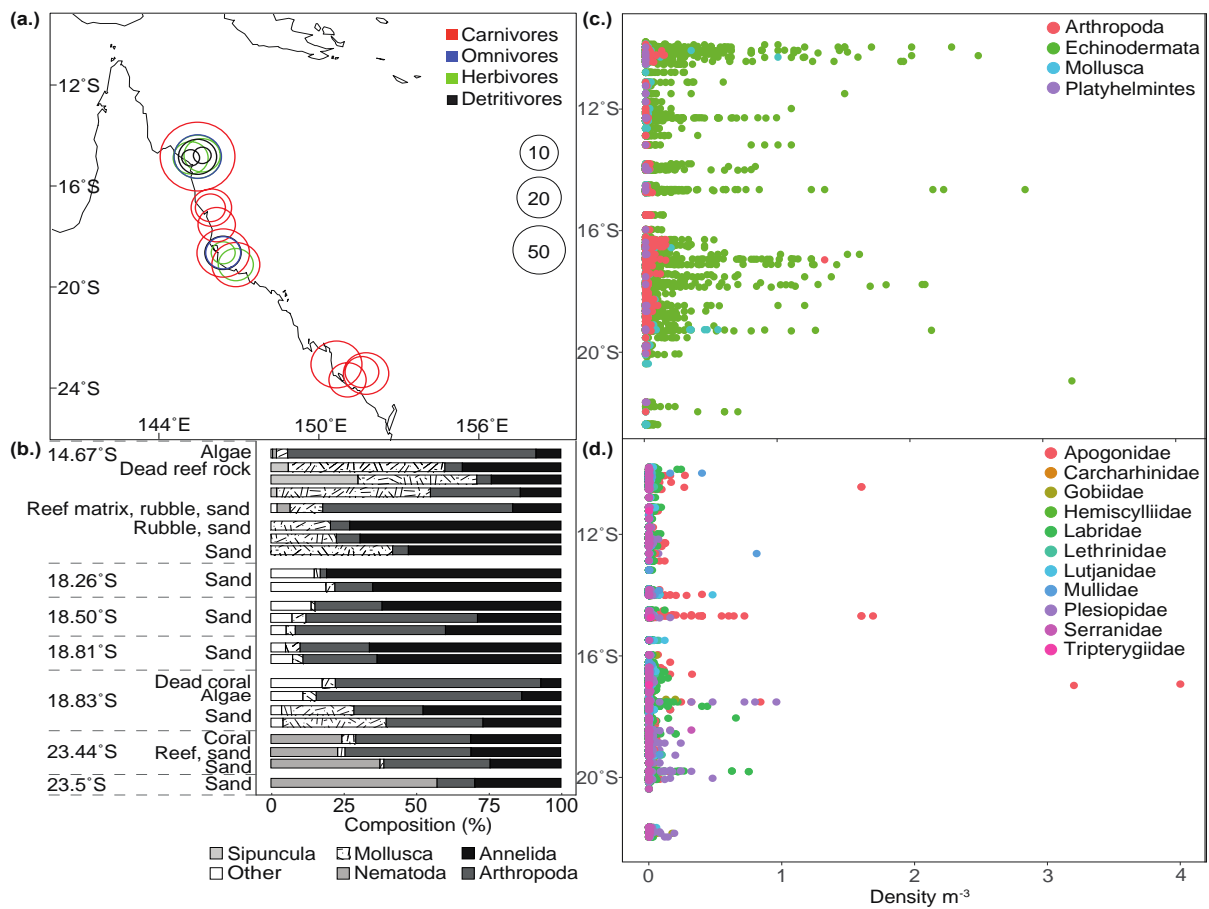 (a.)
Carnivores
Omnivores
Herbivores
Detritivores
10
20
50
12°S
16°S
20°S
24°S
144°E
150°E
156°E
(b.)
14.67°S
Algae
Dead reef rock
Reef matrix, rubble, sand
Rubble, sand
Sand
18.26°S
Sand
18.50°S
Sand
18.81°S
Sand
18.83°S
Dead coral
Algae
Sand
23.44°S
Coral
Reef, sand
Sand
23.5°S
Sand
0 25 50 75 100
Composition (%)
Sipuncula
Mollusca
Annelida
Other
Nematoda
Arthropoda
(c.)
Arthropoda
Echinodermata
Mollusca
Platyhelmintes
12°S
16°S
20°S
(d.)
Apogonidae
Carcharhinidae
Gobiidae
Hemiscylliidae
Labridae
Lethrinidae
Lutjanidae
Mullidae
Plesiopidae
Serranidae
Tripterygiidae
12°S
16°S
20°S
0 1 2 3 4
Density m⁻³